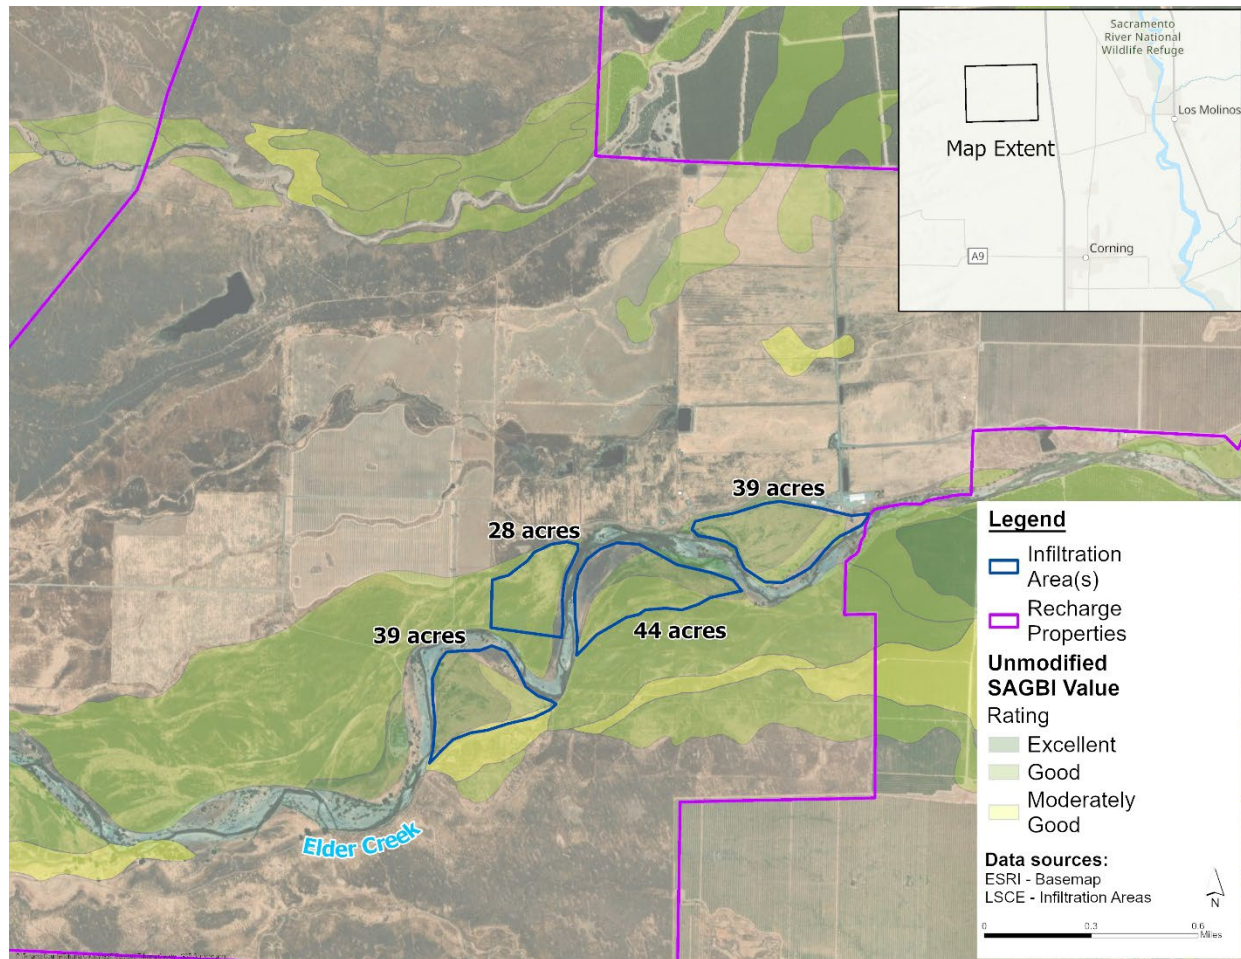 Sacramento
River National
Wildlife Refuge
Los Molinos
Map Extent
Corning
A9
39 acres
28 acres
39 acres
44 acres
Elder Creek
Legend
Infiltration
Area(s)
Recharge
Properties
Unmodified
SAGBI Value
Rating
Excellent
Good
Moderately
Good
Data sources:
ESRI - Basemap
LSCE - Infiltration Areas
N
0 0.3 0.6
Miles